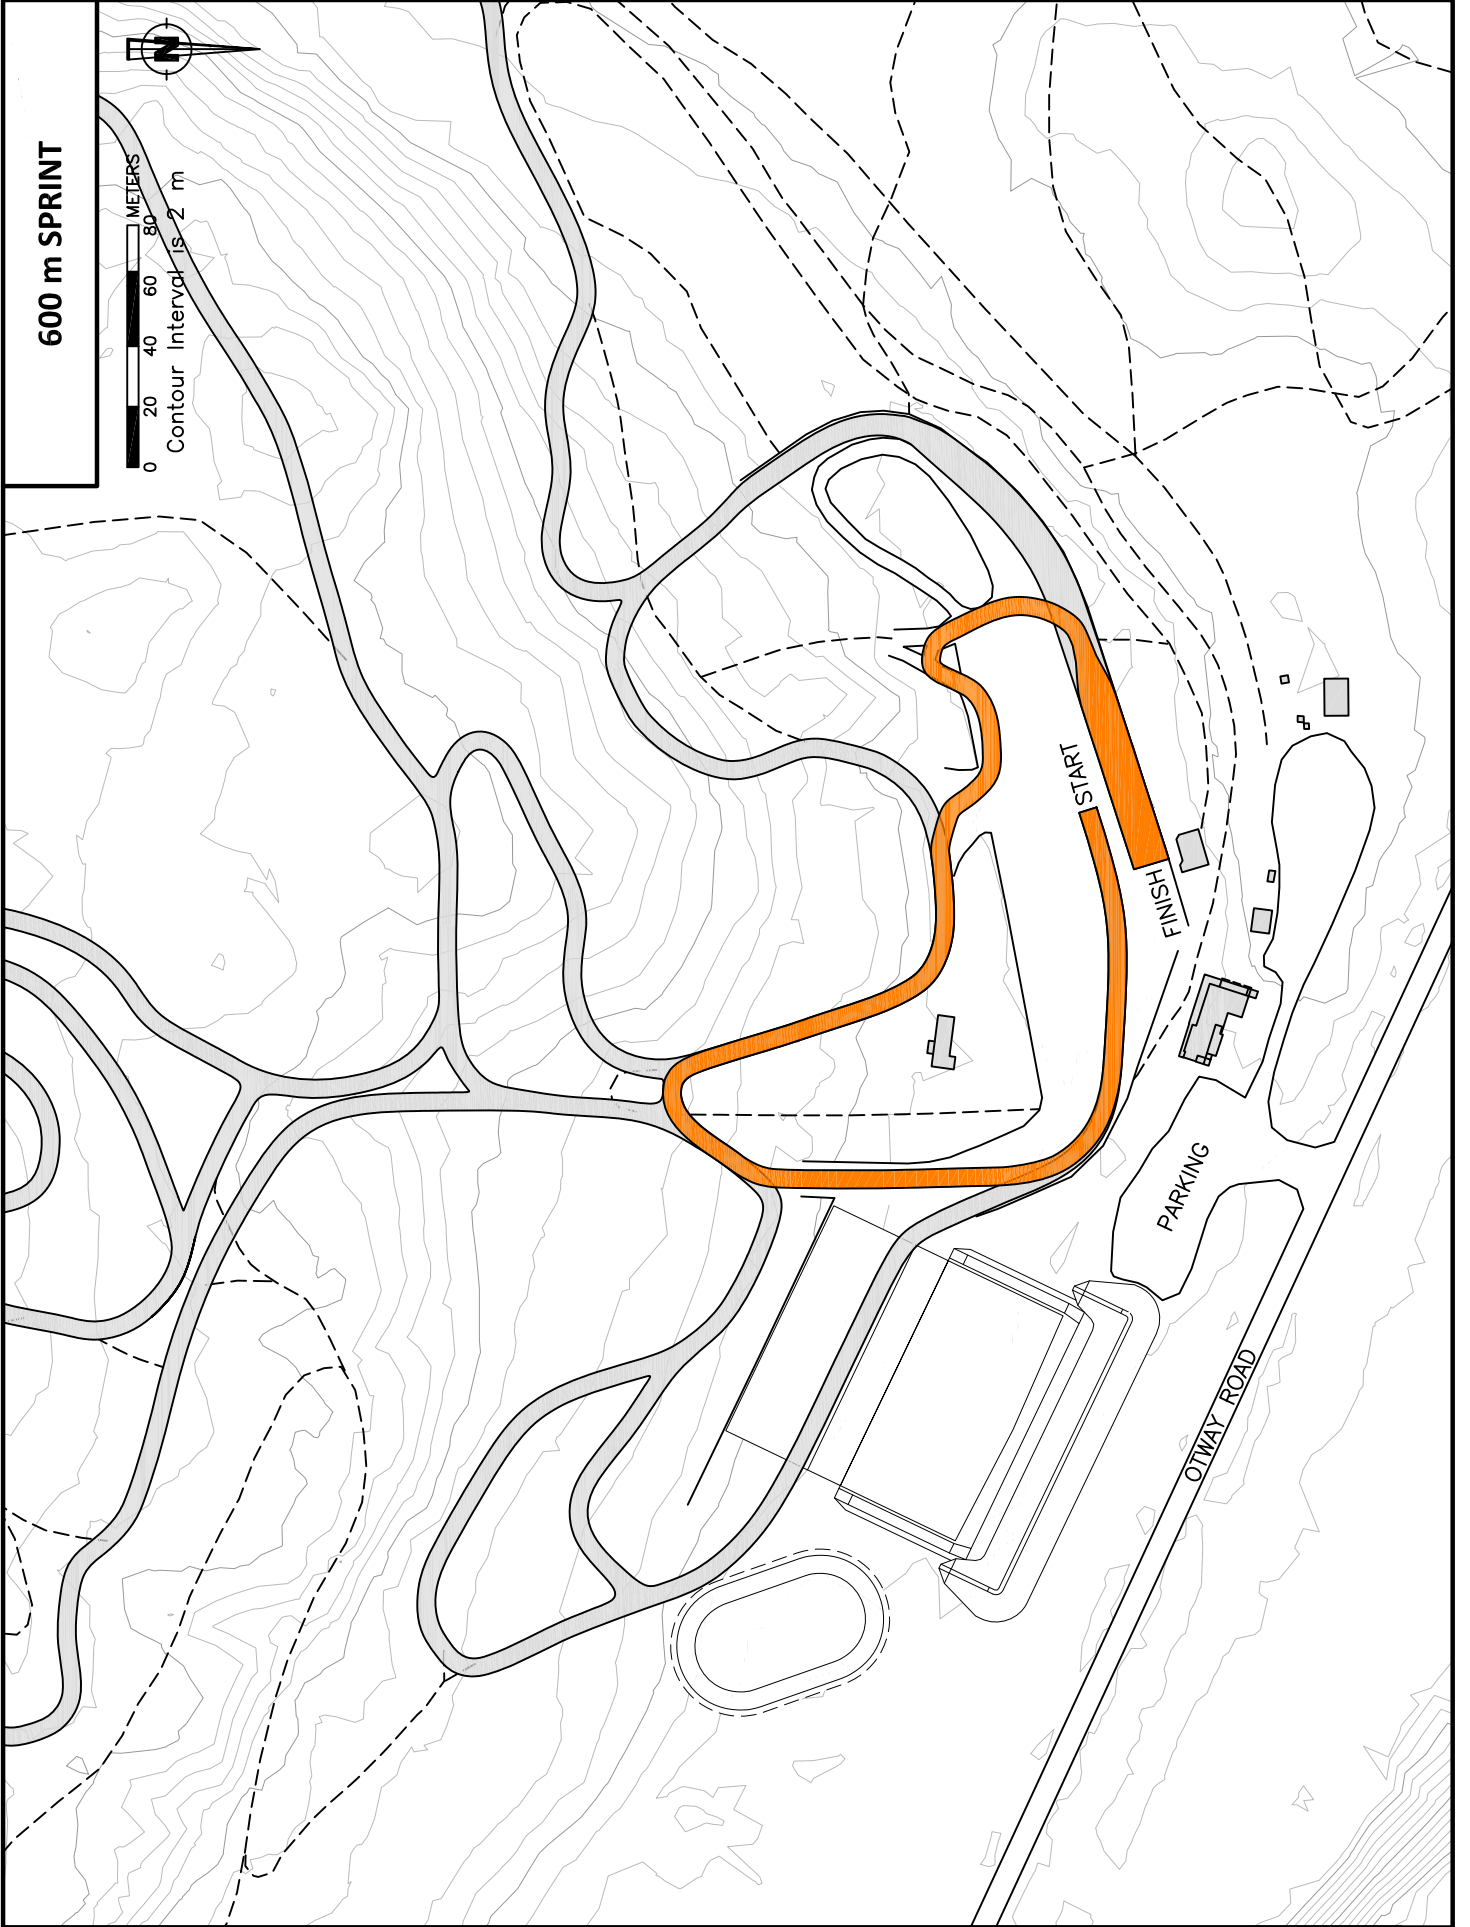 600 m SPRINT
N
METERS
0 20 40 60 80
Contour Interval is 2 m
START
FINISH
PARKING
OTWAY ROAD